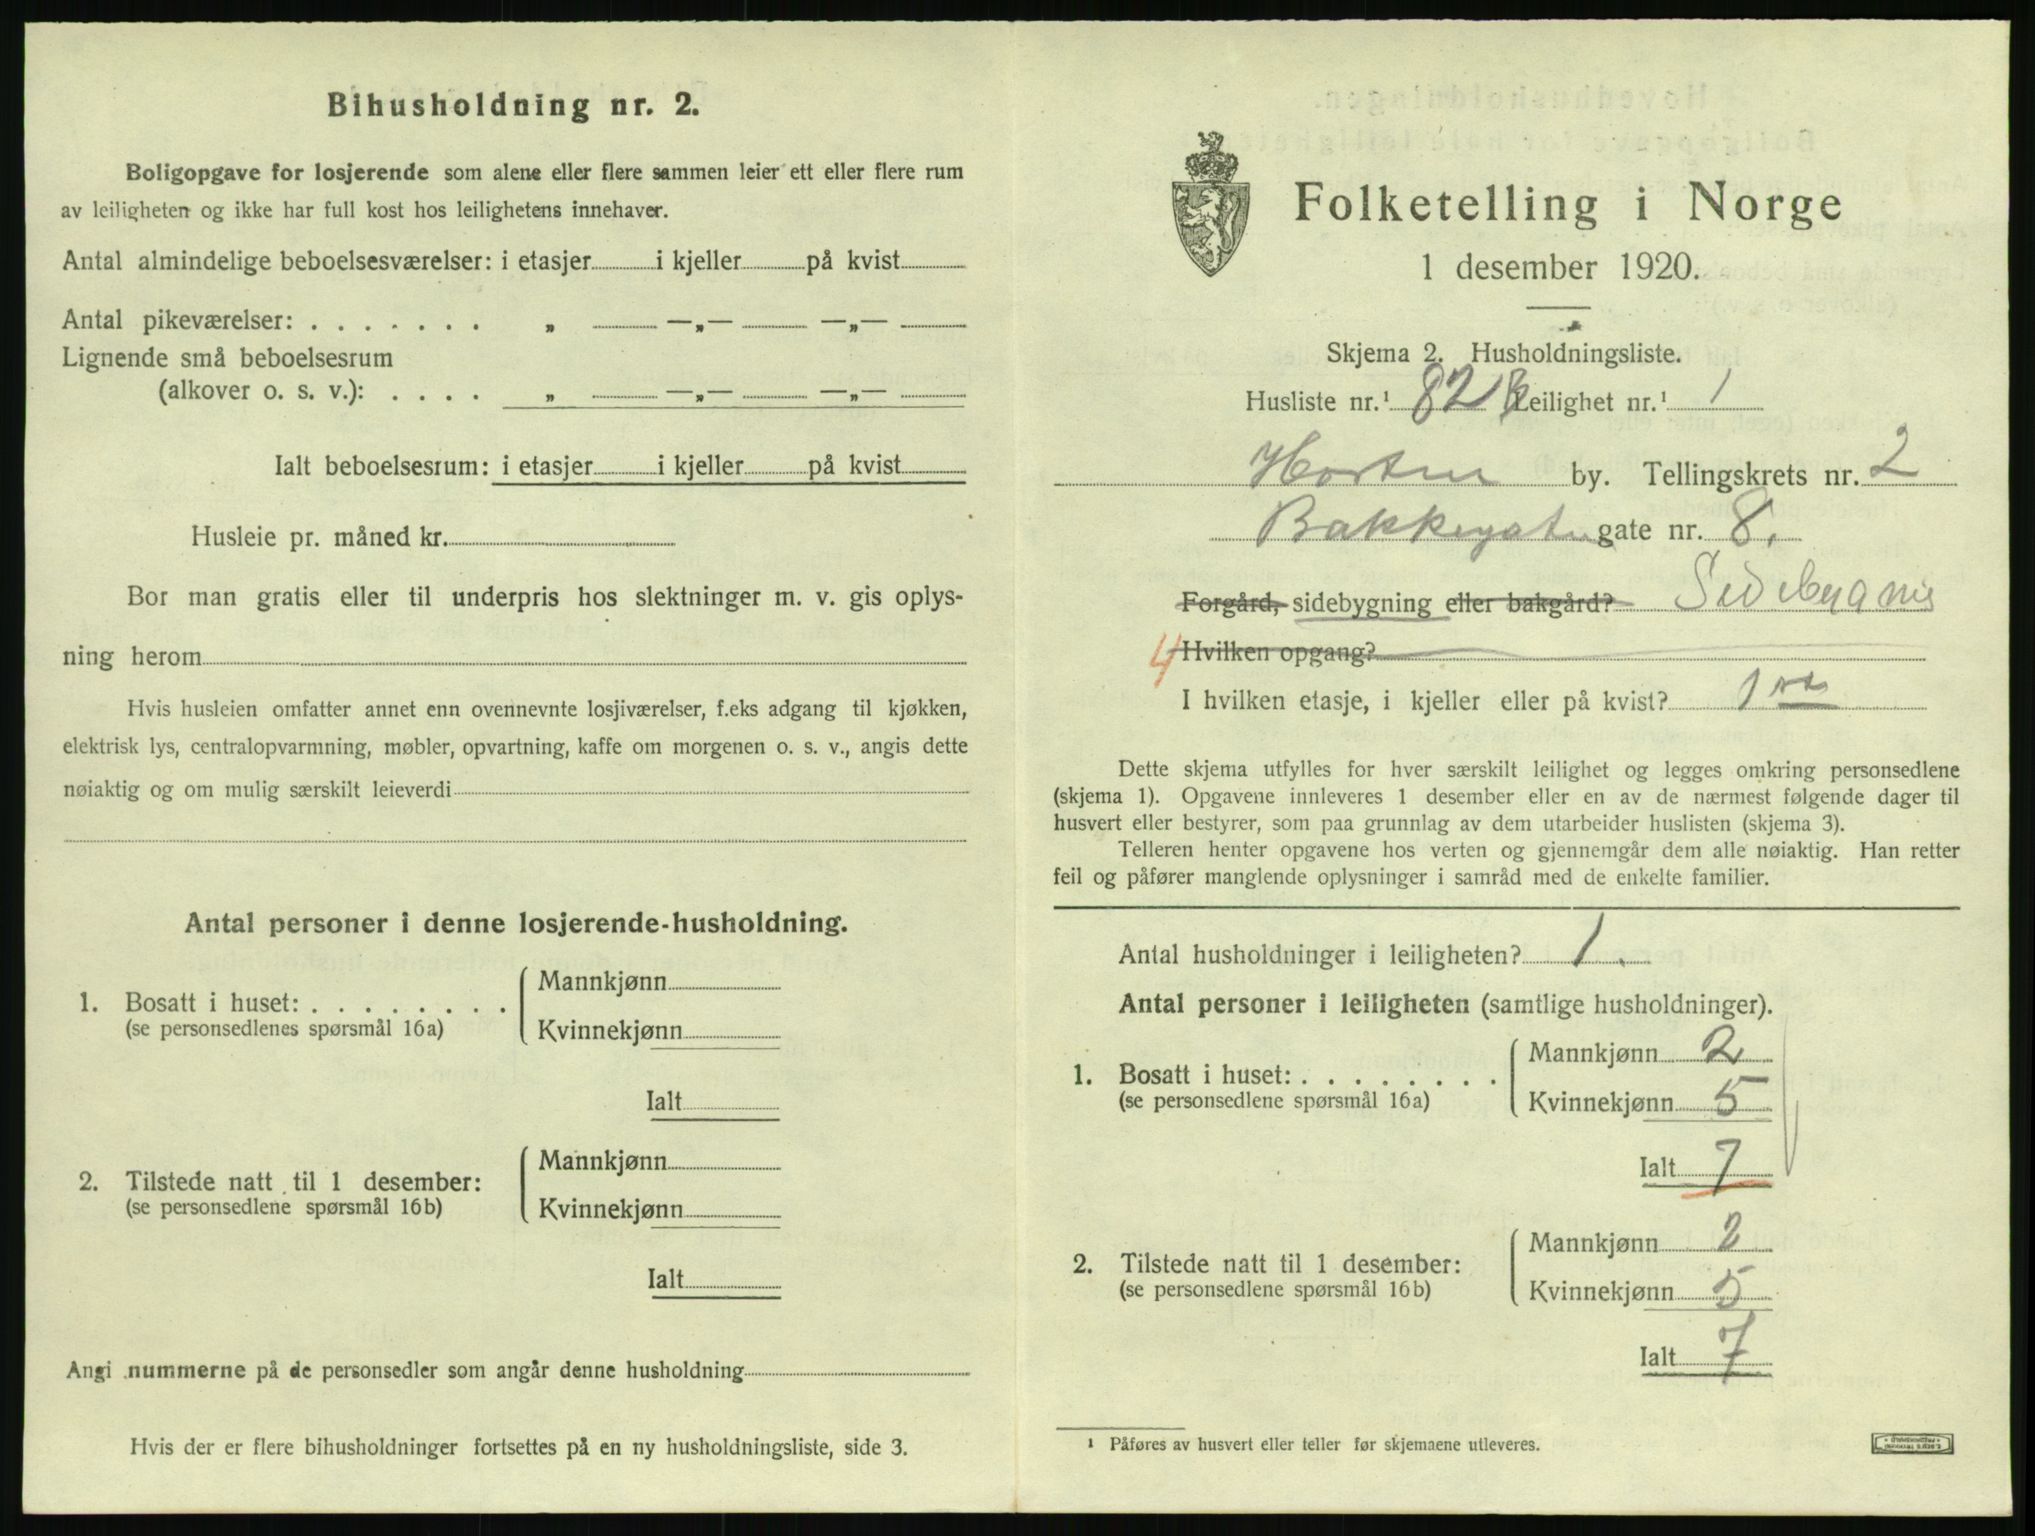 Bihusholdning nr. 2.
Boligopgave for losjerende som alene eller flere sammen leier ett eller flere rum
av leiligheten og ikke har full kost hos leilighetens innehaver.
Antal almindelige beboelsesværelser: i etasjer i kjeller på kvist
Antal pikeværelser: . . . . . . . „ —„— —„—
Lignende små beboelsesrum
(alkover o. s. v.): . . . . „ —„— —„—
Ialt beboelsesrum: i etasjer i kjeller på kvist
Husleie pr. måned kr.
Bor man gratis eller til underpris hos slektninger m. v. gis oplys-
ning herom
Hvis husleien omfatter annet enn ovennevnte losjiværelser, f.eks adgang til kjøkken,
elektrisk lys, centralopvarmning, møbler, opvartning, kaffe om morgenen o. s. v., angis dette
nøiaktig og om mulig særskilt leieverdi
Antal personer i denne losjerende-husholdning.
Mannkjønn
1. Bosatt i huset: . . . . . . . .
(se personsedlenes spørsmål 16a)
Kvinnekjønn
Ialt
Mannkjønn
2. Tilstede natt til 1 desember:
(se personsedlene spørsmål 16b)
Kvinnekjønn
Ialt
Angi nummerne på de personsedler som angår denne husholdning
Hvis der er flere bihusholdninger fortsettes på en ny husholdningsliste, side 3.
Folketelling i Norge
1 desember 1920.
Skjema 2. Husholdningsliste.
Husliste nr.¹ 82 Leilighet nr.¹ 1
Horten by. Tellingskrets nr. 2
Bakkegaten gate nr. 8.
Forgård, sidebygning eller bakgård? Sidebygning
4 Hvilken opgang?
I hvilken etasje, i kjeller eller på kvist? 1ste
Dette skjema utfylles for hver særskilt leilighet og legges omkring personsedlene
(skjema 1). Opgavene innleveres 1 desember eller en av de nærmest følgende dager til
husvert eller bestyrer, som paa grunnlag av dem utarbeider huslisten (skjema 3).
Telleren henter opgavene hos verten og gjennemgår dem alle nøiaktig. Han retter
feil og påfører manglende oplysninger i samråd med de enkelte familier.
Antal husholdninger i leiligheten? 1.
Antal personer i leiligheten (samtlige husholdninger).
Mannkjønn 2
1. Bosatt i huset: . . . . . . . .
(se personsedlene spørsmål 16a)
Kvinnekjønn 5
Ialt 7
Mannkjønn 2
2. Tilstede natt til 1 desember:
(se personsedlene spørsmål 16b)
Kvinnekjønn 5
Ialt 7
¹ Påføres av husvert eller teller før skjemaene utleveres.